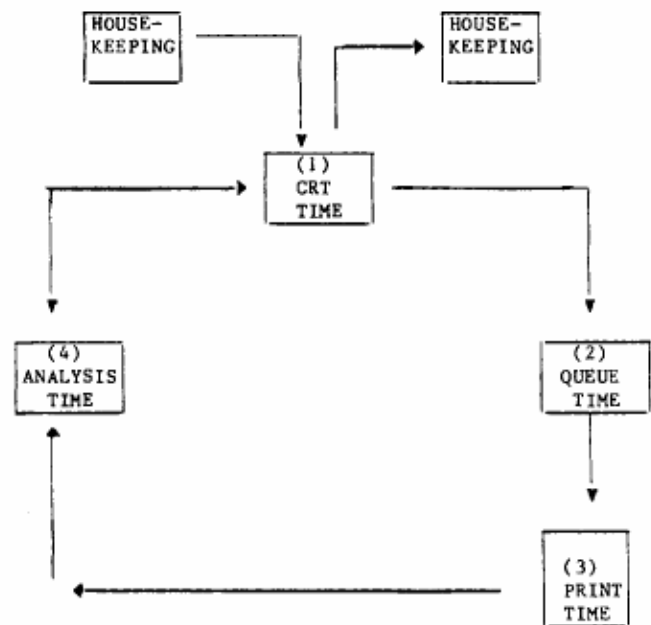 HOUSE-
KEEPING
HOUSE-
KEEPING
(1)
CRT
TIME
(4)
ANALYSIS
TIME
(2)
QUEUE
TIME
(3)
PRINT
TIME